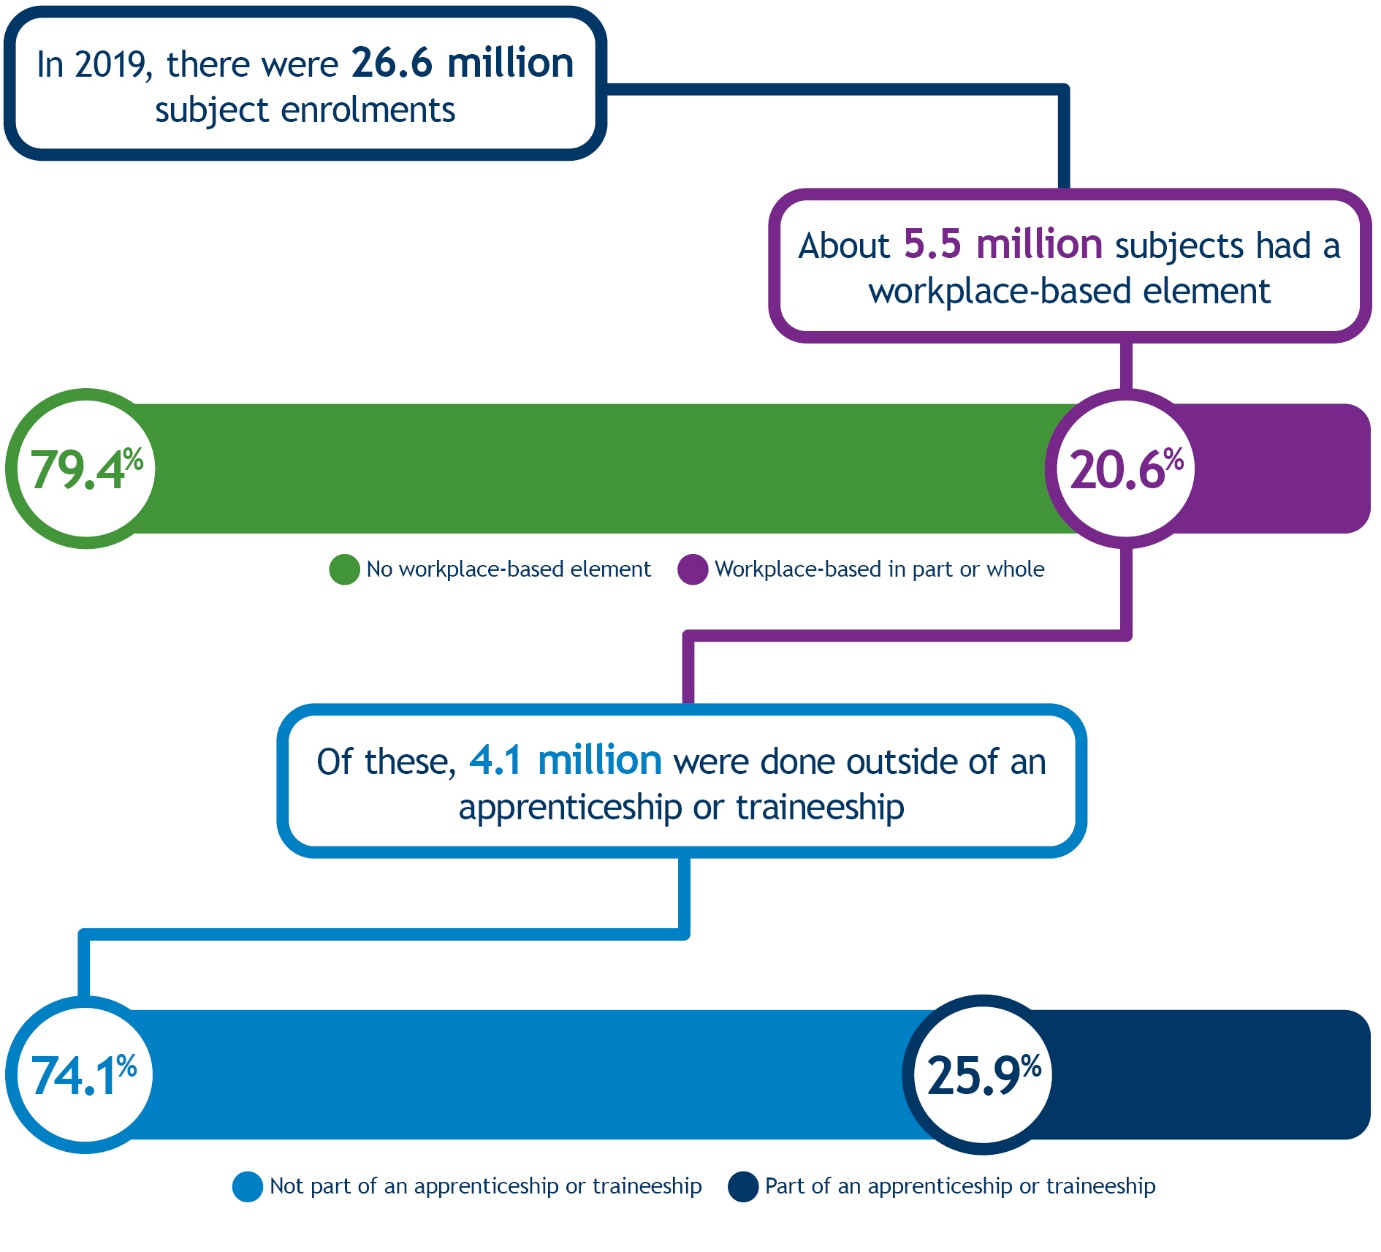 In 2019, there were 26.6 million
subject enrolments
About 5.5 million subjects had a
workplace-based element
79.4%
20.6%
No workplace-based element
Workplace-based in part or whole
Of these, 4.1 million were done outside of an
apprenticeship or traineeship
74.1%
25.9%
Not part of an apprenticeship or traineeship
Part of an apprenticeship or traineeship